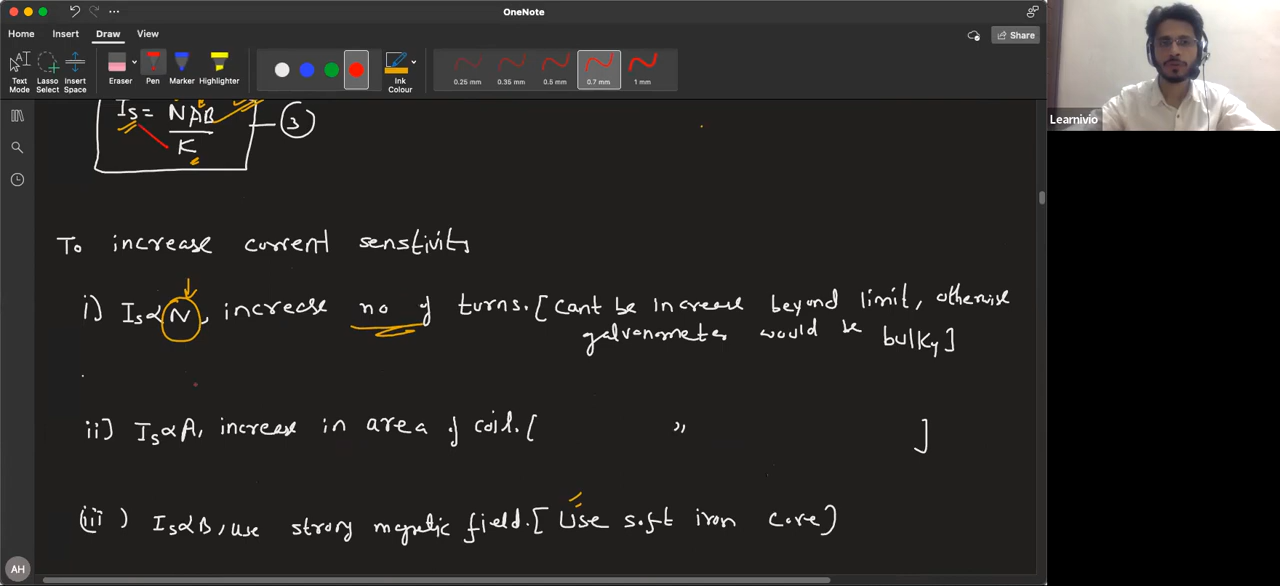 OneNote
Home Insert Draw View
Share
Text Mode
Lasso Select
Insert Space
Eraser
Pen
Marker
Highlighter
Ink Colour
0.25 mm 0.35 mm 0.5 mm 0.7 mm 1 mm
Learnivio
Is = NAB
K
3
To increase current senstivity
i) Is∝N, increase no of turns. [Cant be increase beyond limit, otherwise
galvanometer would be bulky]
ii] Is∝A, increase in area of coil. [ ,, ]
(iii) Is∝B, use strong magnetic field. [Use soft iron core)
AH